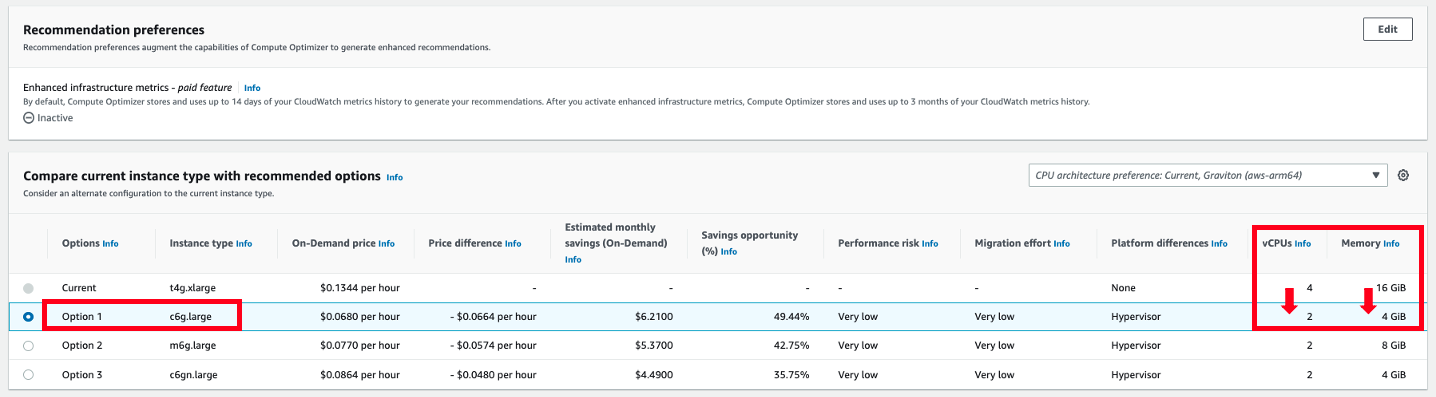 Recommendation preferences
Edit
Recommendation preferences augment the capabilities of Compute Optimizer to generate enhanced recommendations.
Enhanced infrastructure metrics - paid feature Info
By default, Compute Optimizer stores and uses up to 14 days of your CloudWatch metrics history to generate your recommendations. After you activate enhanced infrastructure metrics, Compute Optimizer stores and uses up to 3 months of your CloudWatch metrics history.
Inactive
Compare current instance type with recommended options Info
CPU architecture preference: Current, Graviton (aws-arm64)
Consider an alternate configuration to the current instance type.
Options Info Instance type Info On-Demand price Info Price difference Info Estimated monthly savings (On-Demand) Info Savings opportunity (%) Info Performance risk Info Migration effort Info Platform differences Info vCPUs Info Memory Info
Current t4g.xlarge $0.1344 per hour - - - - - None 4 16 GiB
Option 1 c6g.large $0.0680 per hour - $0.0664 per hour $6.2100 49.44% Very low Very low Hypervisor 2 4 GiB
Option 2 m6g.large $0.0770 per hour - $0.0574 per hour $5.3700 42.75% Very low Very low Hypervisor 2 8 GiB
Option 3 c6gn.large $0.0864 per hour - $0.0480 per hour $4.4900 35.75% Very low Very low Hypervisor 2 4 GiB